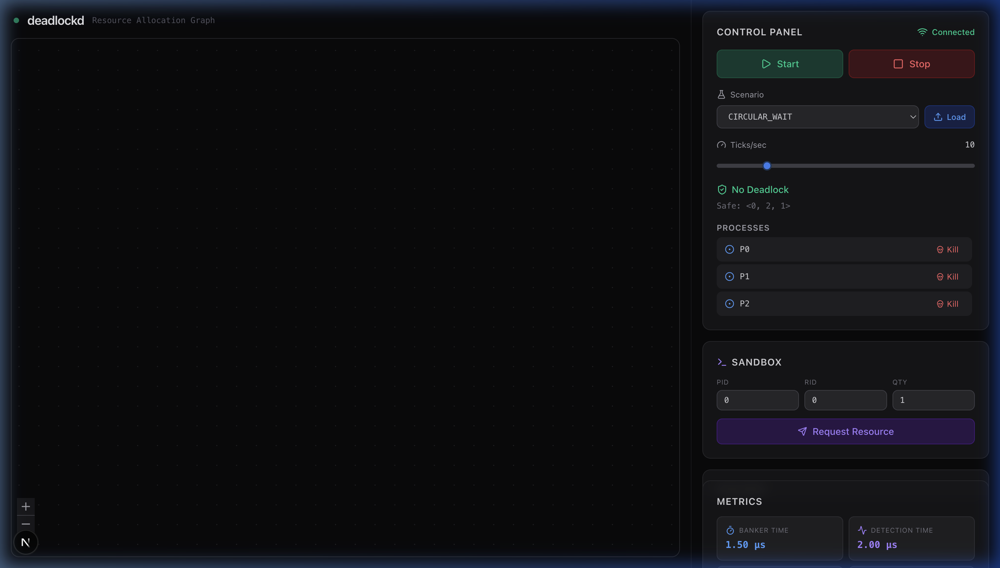 deadlockd Resource Allocation Graph
CONTROL PANEL
Connected
Start
Stop
Scenario
CIRCULAR_WAIT
Load
Ticks/sec
10
No Deadlock
Safe: <0, 2, 1>
PROCESSES
P0
Kill
P1
Kill
P2
Kill
SANDBOX
PID
RID
QTY
0
0
1
Request Resource
METRICS
BANKER TIME
1.50 µs
DETECTION TIME
2.00 µs
N